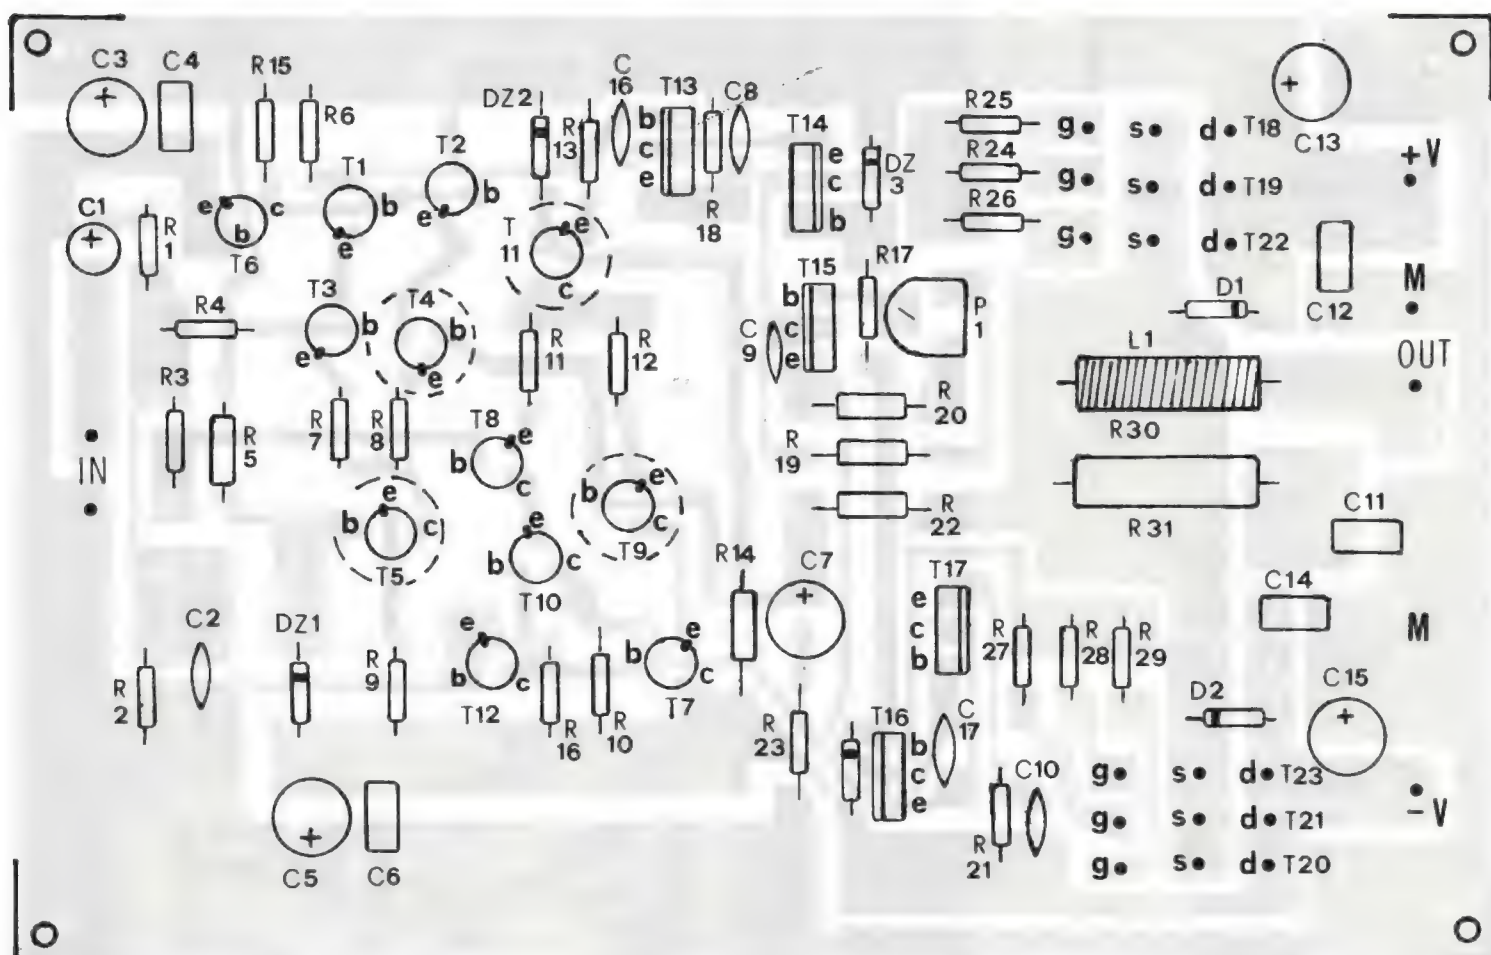 C3
C4
R15
R6
DZ2
R
13
C
16
T13
b
c
e
R
18
C8
T14
e
c
b
DZ
3
R25
R24
R26
g s d T18
g s d T19
g s d T22
+
C13
+V
C1
+
R
1
e
c
b
T6
T1
b
e
T2
b
e
T
11
e
c
T15
b
c
e
R17
P
1
C
9
D1
C12
M
OUT
R4
T3
b
e
T4
b
e
R
11
R
12
L1
R30
R3
R
5
R
7
R
8
T8
e
b
c
R
20
R
19
R
22
R31
IN
e
b
c
T5
e
b
c
T9
e
b
c
T10
C11
C14
M
R14
C7
+
T17
e
c
b
R
27
R
28
R
29
C2
R
2
DZ1
R
9
e
b
c
T12
R
16
R
10
e
b
c
T7
R
23
T16
b
c
e
C
17
D2
C15
+
R
21
C10
g s d T23
g s d T21
g s d T20
- V
+
C5
C6
+